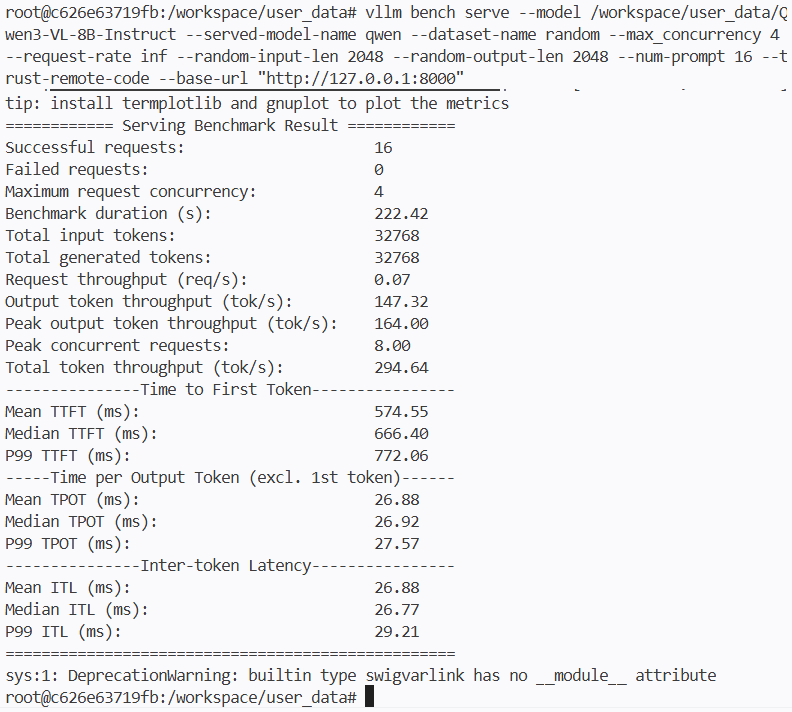 root@c626e63719fb:/workspace/user_data# vllm bench serve --model /workspace/user_data/Q
wen3-VL-8B-Instruct --served-model-name qwen --dataset-name random --max_concurrency 4
--request-rate inf --random-input-len 2048 --random-output-len 2048 --num-prompt 16 --t
rust-remote-code --base-url "http://127.0.0.1:8000"
tip: install termplotlib and gnuplot to plot the metrics
============ Serving Benchmark Result ============
Successful requests:                     16
Failed requests:                         0
Maximum request concurrency:             4
Benchmark duration (s):                  222.42
Total input tokens:                      32768
Total generated tokens:                  32768
Request throughput (req/s):              0.07
Output token throughput (tok/s):         147.32
Peak output token throughput (tok/s):    164.00
Peak concurrent requests:                8.00
Total token throughput (tok/s):          294.64
---------------Time to First Token----------------
Mean TTFT (ms):                          574.55
Median TTFT (ms):                        666.40
P99 TTFT (ms):                           772.06
-----Time per Output Token (excl. 1st token)------
Mean TPOT (ms):                          26.88
Median TPOT (ms):                        26.92
P99 TPOT (ms):                           27.57
---------------Inter-token Latency----------------
Mean ITL (ms):                           26.88
Median ITL (ms):                         26.77
P99 ITL (ms):                            29.21
==================================================
sys:1: DeprecationWarning: builtin type swigvarlink has no __module__ attribute
root@c626e63719fb:/workspace/user_data#